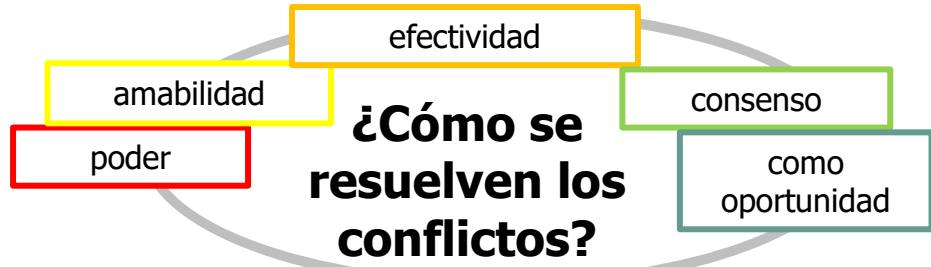 efectividad
amabilidad
consenso
poder
como
oportunidad
¿Cómo se
resuelven los
conflictos?